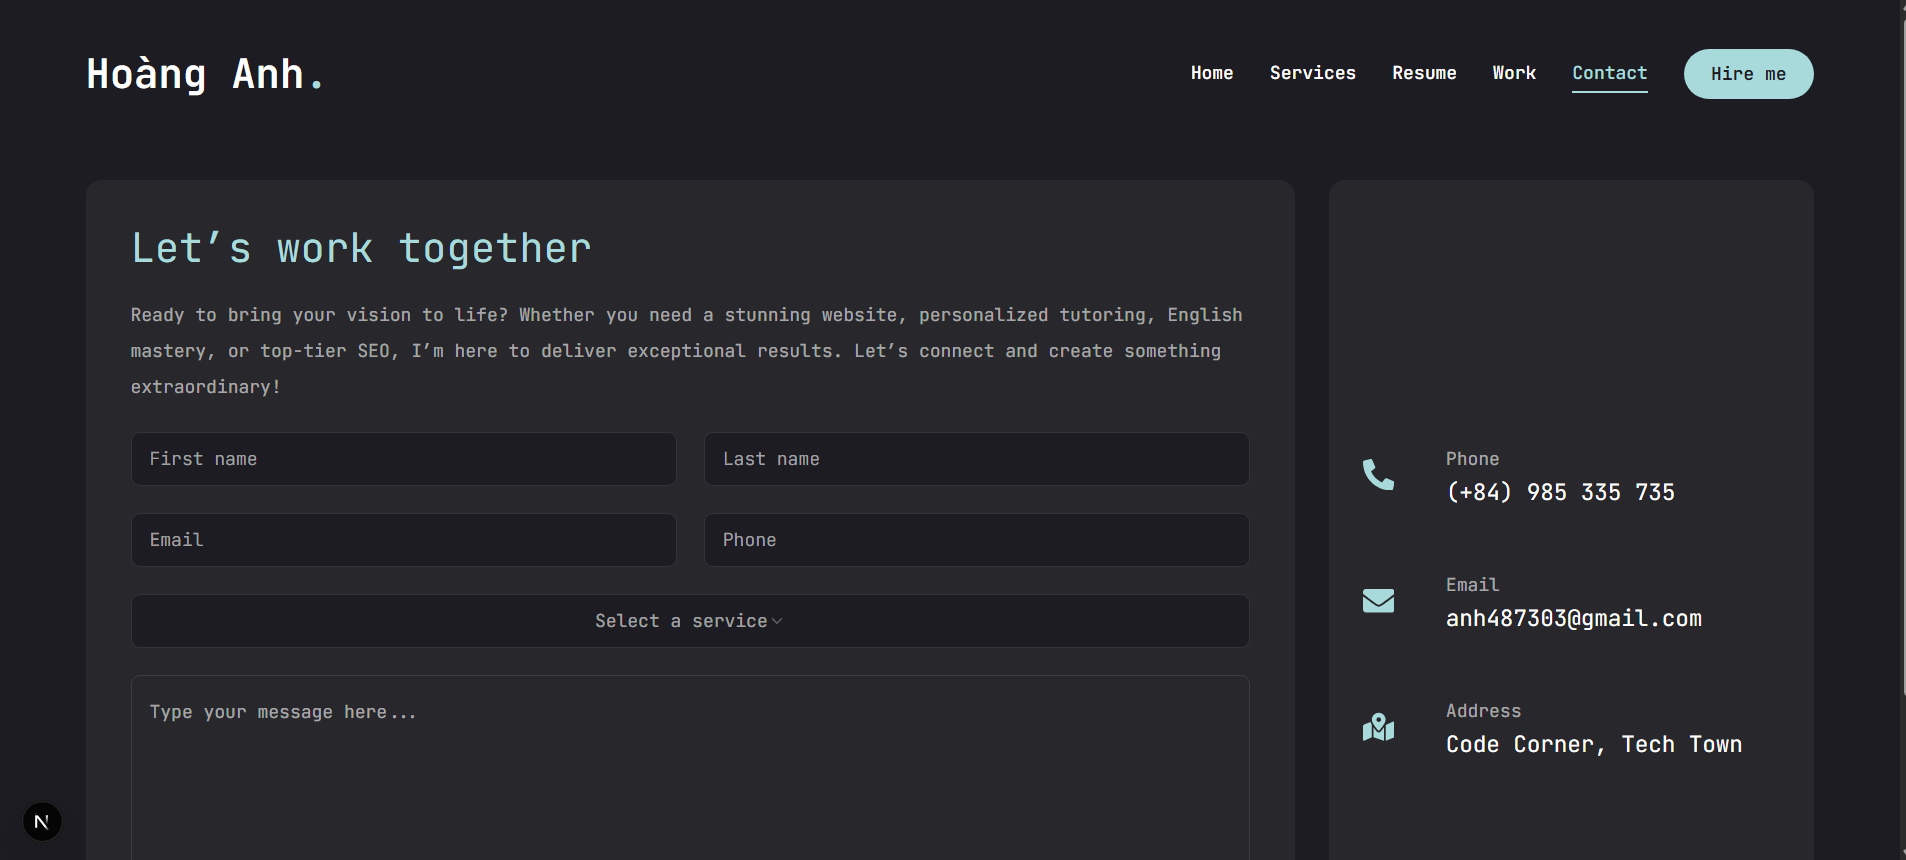 Hoàng Anh.
Home
Services
Resume
Work
Contact
Hire me
Let’s work together
Ready to bring your vision to life? Whether you need a stunning website, personalized tutoring, English
mastery, or top-tier SEO, I’m here to deliver exceptional results. Let’s connect and create something
extraordinary!
First name
Last name
Email
Phone
Select a service
Type your message here...
Phone
(+84) 985 335 735
Email
anh487303@gmail.com
Address
Code Corner, Tech Town
N